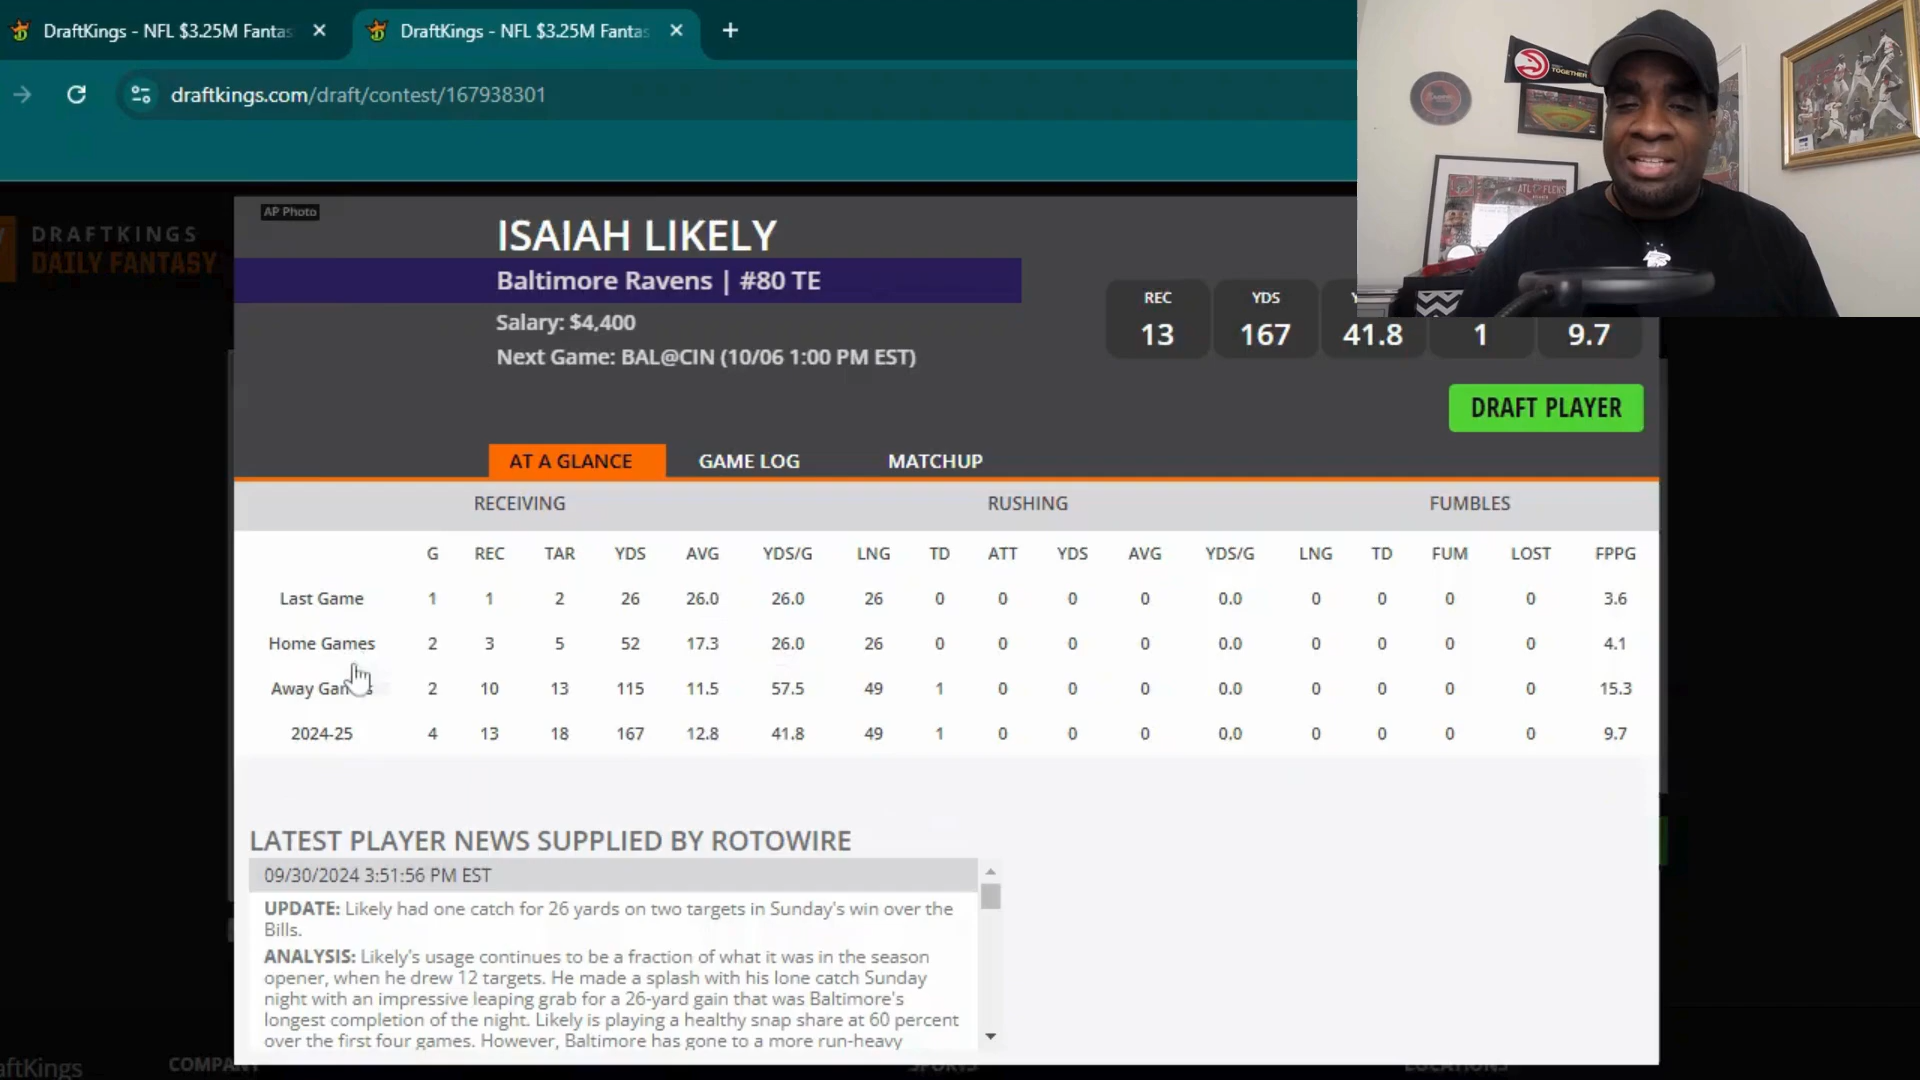 DraftKings - NFL $3.25M Fantas
DraftKings - NFL $3.25M Fantas
draftkings.com/draft/contest/167938301
TOGETHER
DRAFTKINGS
DAILY FANTASY
AP Photo
ISAIAH LIKELY
Baltimore Ravens | #80 TE
Salary: $4,400
Next Game: BAL@CIN (10/06 1:00 PM EST)
REC YDS
13 167 41.8 1 9.7
DRAFT PLAYER
AT A GLANCE GAME LOG MATCHUP
RECEIVING RUSHING FUMBLES
G REC TAR YDS AVG YDS/G LNG TD ATT YDS AVG YDS/G LNG TD FUM LOST FPPG
Last Game 1 1 2 26 26.0 26.0 26 0 0 0 0 0.0 0 0 0 0 3.6
Home Games 2 3 5 52 17.3 26.0 26 0 0 0 0 0.0 0 0 0 0 4.1
Away Games 2 10 13 115 11.5 57.5 49 1 0 0 0 0.0 0 0 0 0 15.3
2024-25 4 13 18 167 12.8 41.8 49 1 0 0 0 0.0 0 0 0 0 9.7
LATEST PLAYER NEWS SUPPLIED BY ROTOWIRE
09/30/2024 3:51:56 PM EST
UPDATE: Likely had one catch for 26 yards on two targets in Sunday's win over the
Bills.
ANALYSIS: Likely's usage continues to be a fraction of what it was in the season
opener, when he drew 12 targets. He made a splash with his lone catch Sunday
night with an impressive leaping grab for a 26-yard gain that was Baltimore's
longest completion of the night. Likely is playing a healthy snap share at 60 percent
over the first four games. However, Baltimore has gone to a more run-heavy
aftKings COMPANY SPORTS LOCATIONS